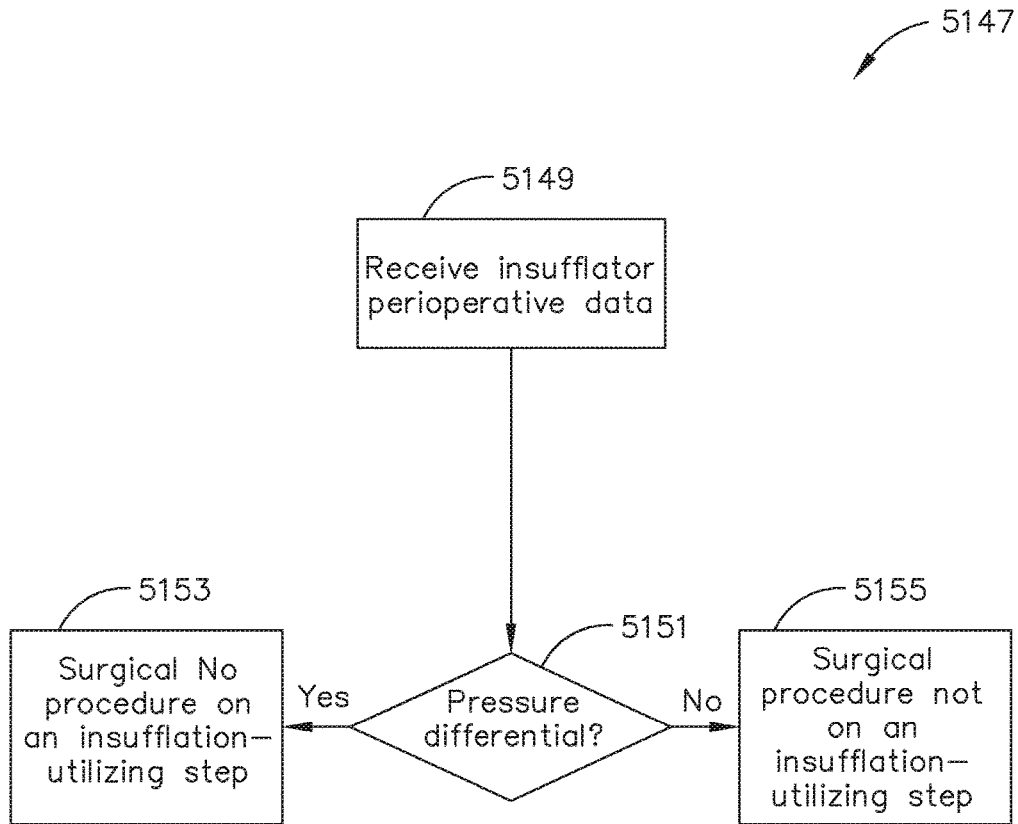 5147
5149
Receive insufflator
perioperative data
5153
Surgical No
procedure on
an insufflation-
utilizing step
Yes
5151
Pressure
differential?
No
5155
Surgical
procedure not
on an
insufflation-
utilizing step